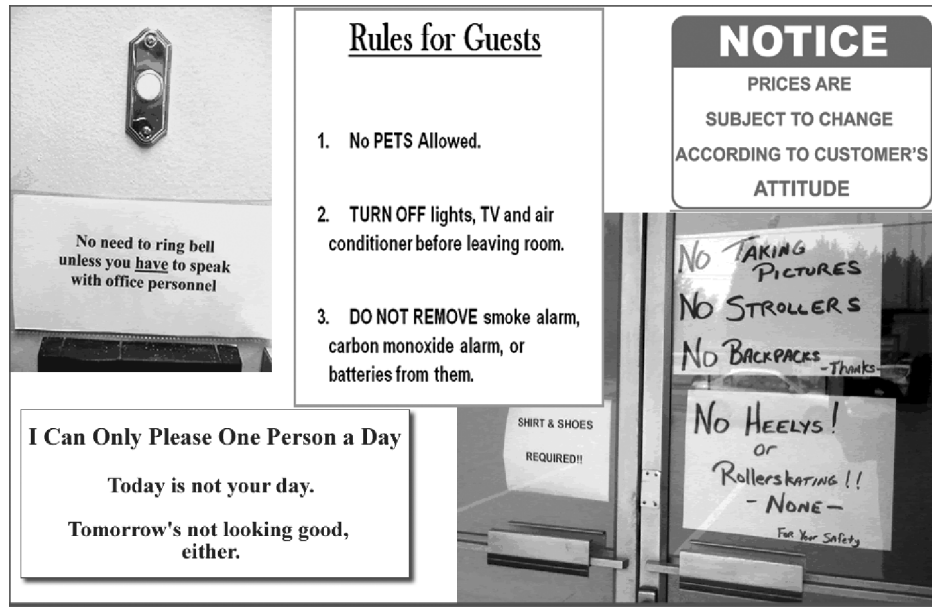 No need to ring bell
unless you have to speak
with office personnel
Rules for Guests
1. No PETS Allowed.
2. TURN OFF lights, TV and air
conditioner before leaving room.
3. DO NOT REMOVE smoke alarm,
carbon monoxide alarm, or
batteries from them.
NOTICE
PRICES ARE
SUBJECT TO CHANGE
ACCORDING TO CUSTOMER'S
ATTITUDE
I Can Only Please One Person a Day
Today is not your day.
Tomorrow's not looking good,
either.
SHIRT & SHOES
REQUIRED!!
NO TAKING
PICTURES
NO STROLLERS
NO BACKPACKS
-THANKS-
NO HEELYS!
or
RollerskATING!!
- NONE -
FOR YOUR SAFETY